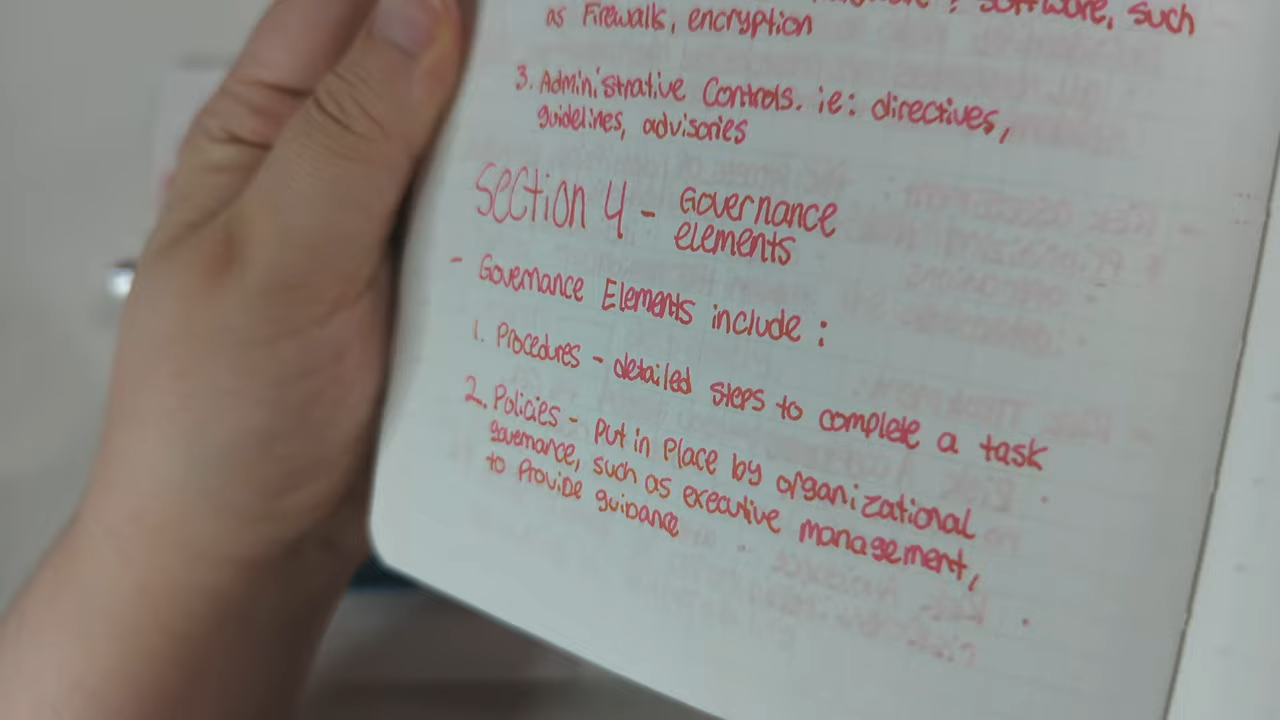 software, such
as Firewalls, encryption
3. Administrative Controls. ie: directives,
guidelines, advisories
Section 4 - Governance
elements
- Governance Elements include :
1. Procedures - detailed steps to complete a task
2. Policies - Put in Place by organizational
governance, such as executive management,
to Provide guidance